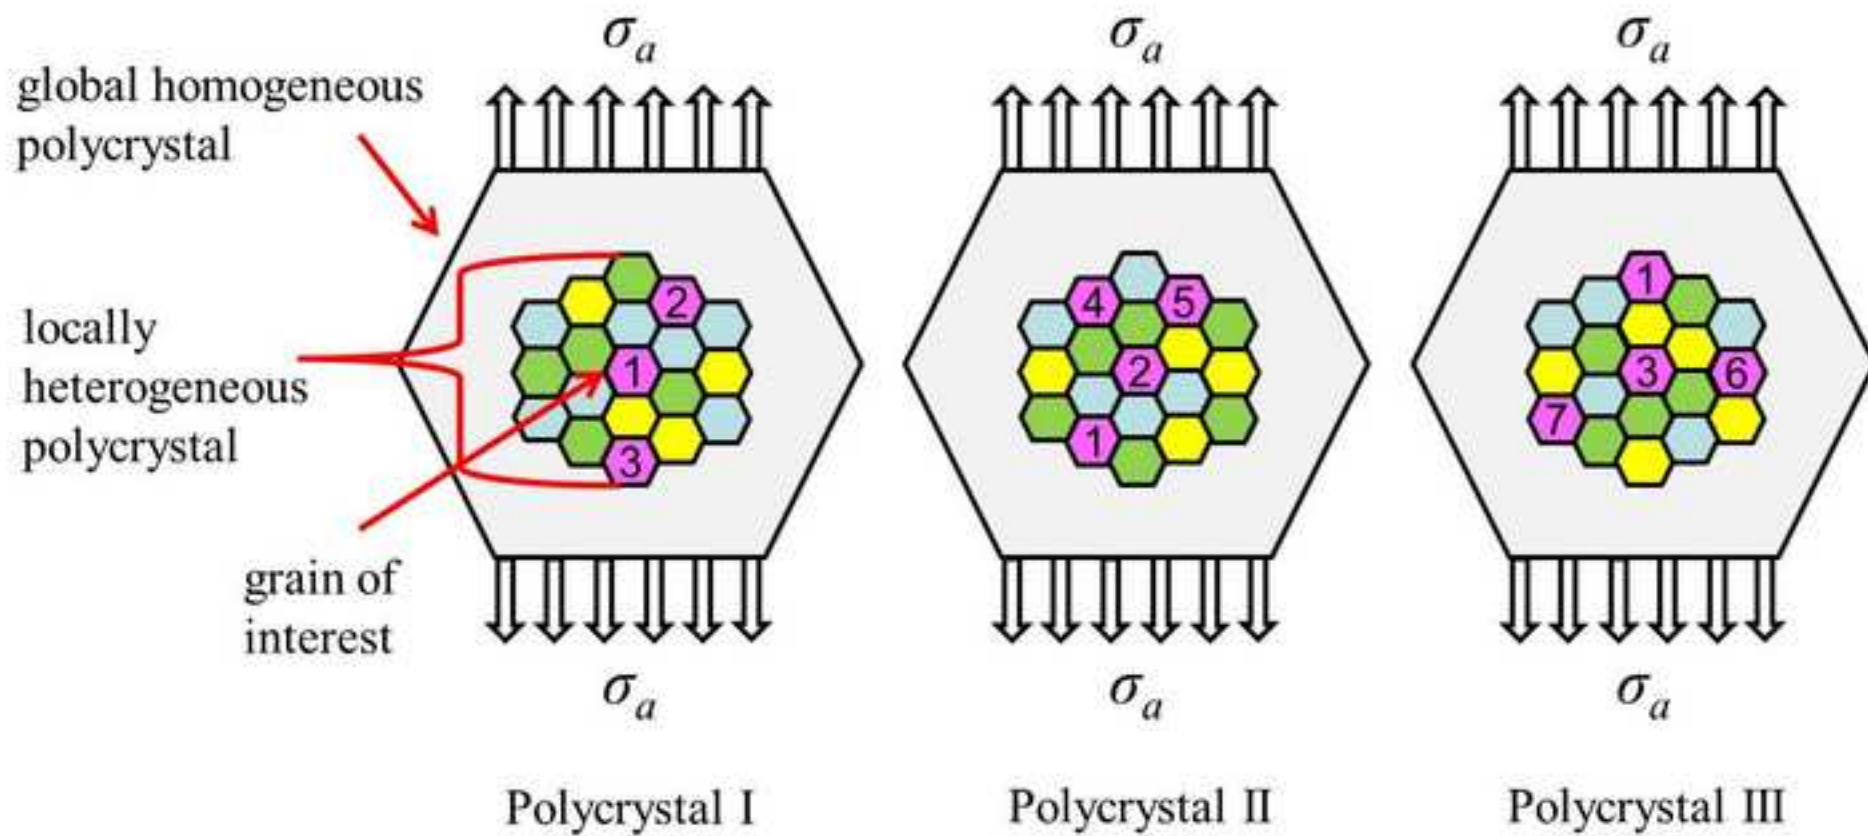 σa σa σa
global homogeneous
polycrystal
locally
heterogeneous
polycrystal
grain of
interest
2
1
3
4 5
2
1
1
3 6
7
σa σa σa
Polycrystal I Polycrystal II Polycrystal III